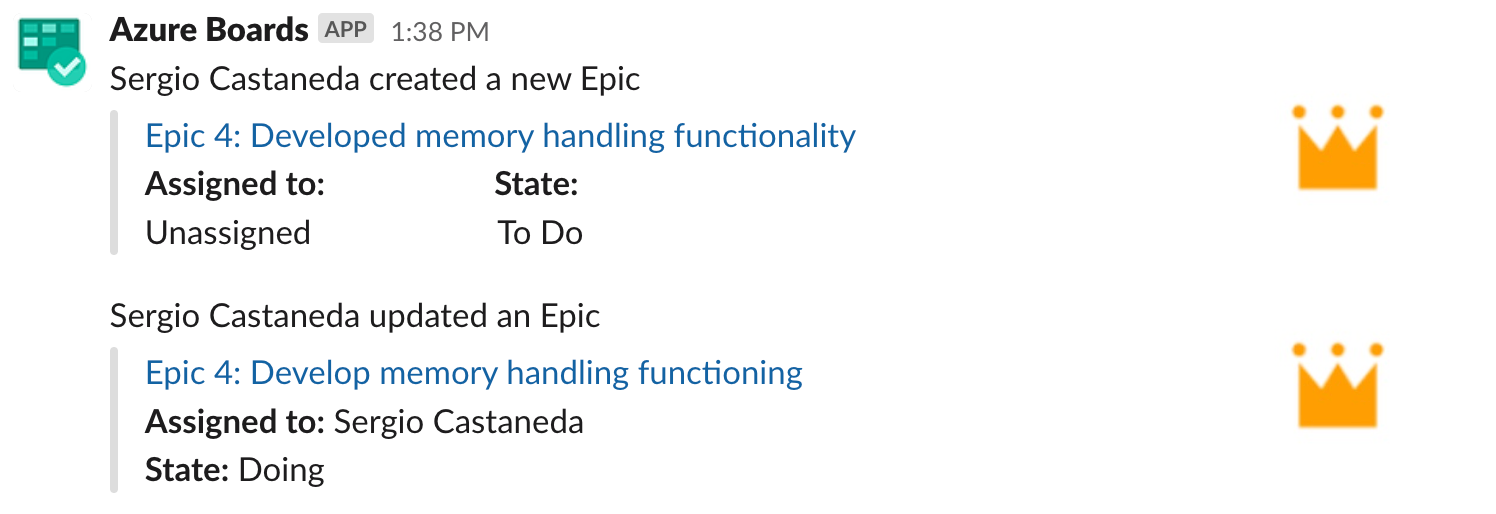 Azure Boards APP 1:38 PM
Sergio Castaneda created a new Epic
Epic 4: Developed memory handling functionality
Assigned to: State:
Unassigned To Do
Sergio Castaneda updated an Epic
Epic 4: Develop memory handling functioning
Assigned to: Sergio Castaneda
State: Doing